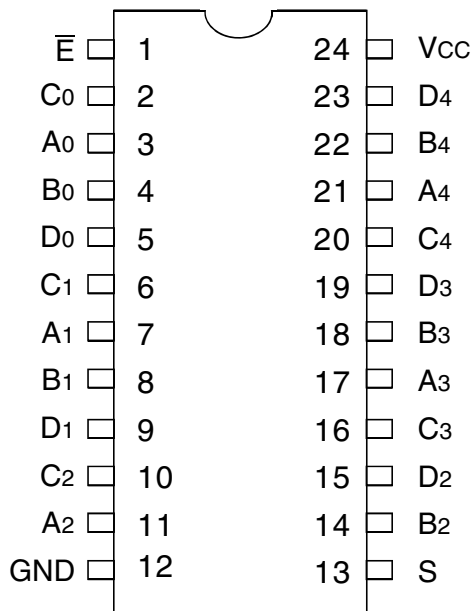 E̅ 1 24 VCC
C0 2 23 D4
A0 3 22 B4
B0 4 21 A4
D0 5 20 C4
C1 6 19 D3
A1 7 18 B3
B1 8 17 A3
D1 9 16 C3
C2 10 15 D2
A2 11 14 B2
GND 12 13 S